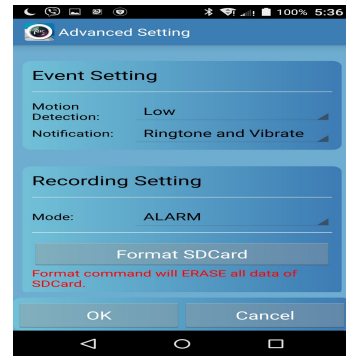 100% 5:36
Advanced Setting
Event Setting
Motion
Detection:
Low
Notification:
Ringtone and Vibrate
Recording Setting
Mode:
ALARM
Format SDCard
Format command will ERASE all data of
SDCard.
OK
Cancel